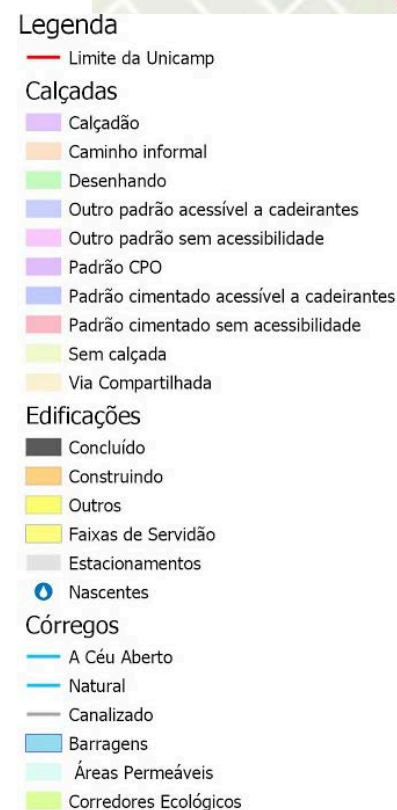 Legenda
Limite da Unicamp
Calçadas
Calçadão
Caminho informal
Desenhando
Outro padrão acessível a cadeirantes
Outro padrão sem acessibilidade
Padrão CPO
Padrão cimentado acessível a cadeirantes
Padrão cimentado sem acessibilidade
Sem calçada
Via Compartilhada
Edificações
Concluído
Construindo
Outros
Faixas de Servidão
Estacionamentos
Nascentes
Córregos
A Céu Aberto
Natural
Canalizado
Barragens
Áreas Permeáveis
Corredores Ecológicos